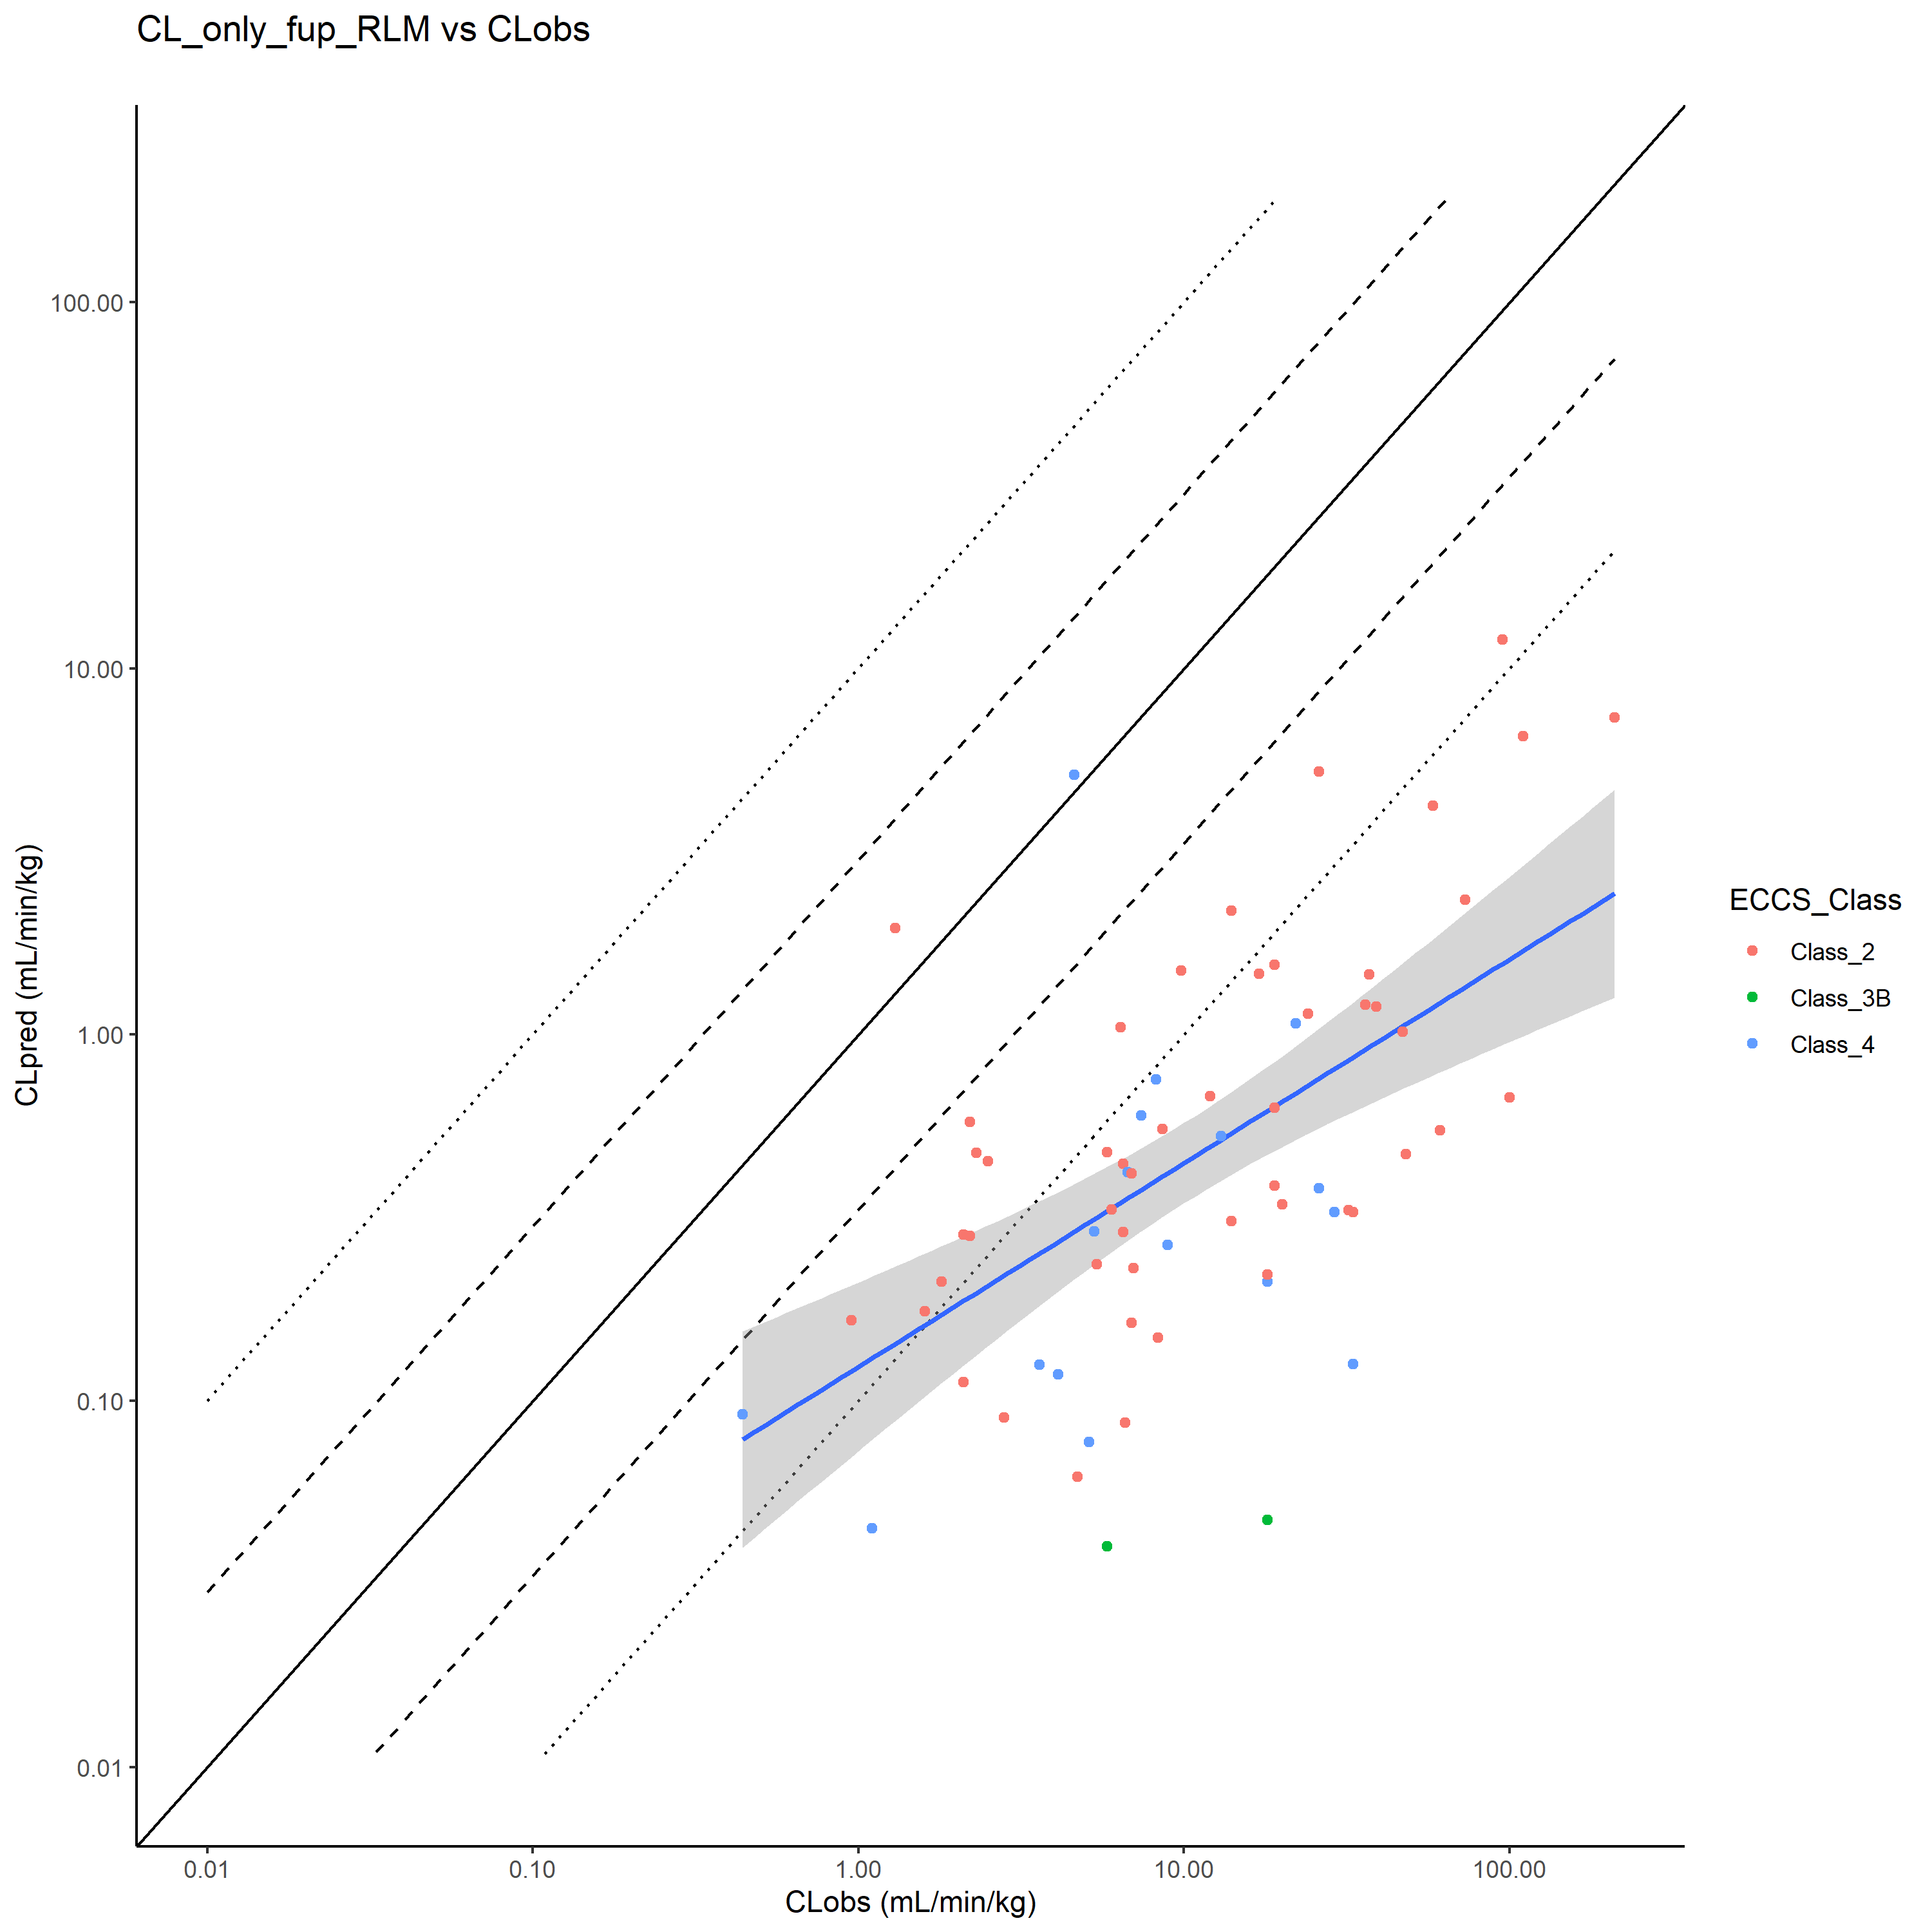 CL_only_fup_RLM vs CLobs
100.00
10.00
1.00
0.10
0.01
CLpred (mL/min/kg)
0.01
0.10
1.00
10.00
100.00
CLobs (mL/min/kg)
ECCS_Class
Class_2
Class_3B
Class_4